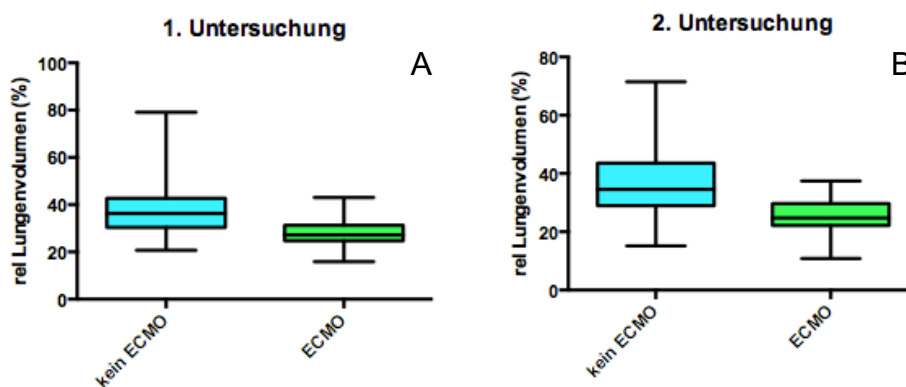 1. Untersuchung
A
rel Lungenvolumen (%)
100
80
60
40
20
0
kein ECMO
ECMO
2. Untersuchung
B
rel Lungenvolumen (%)
80
60
40
20
0
kein ECMO
ECMO